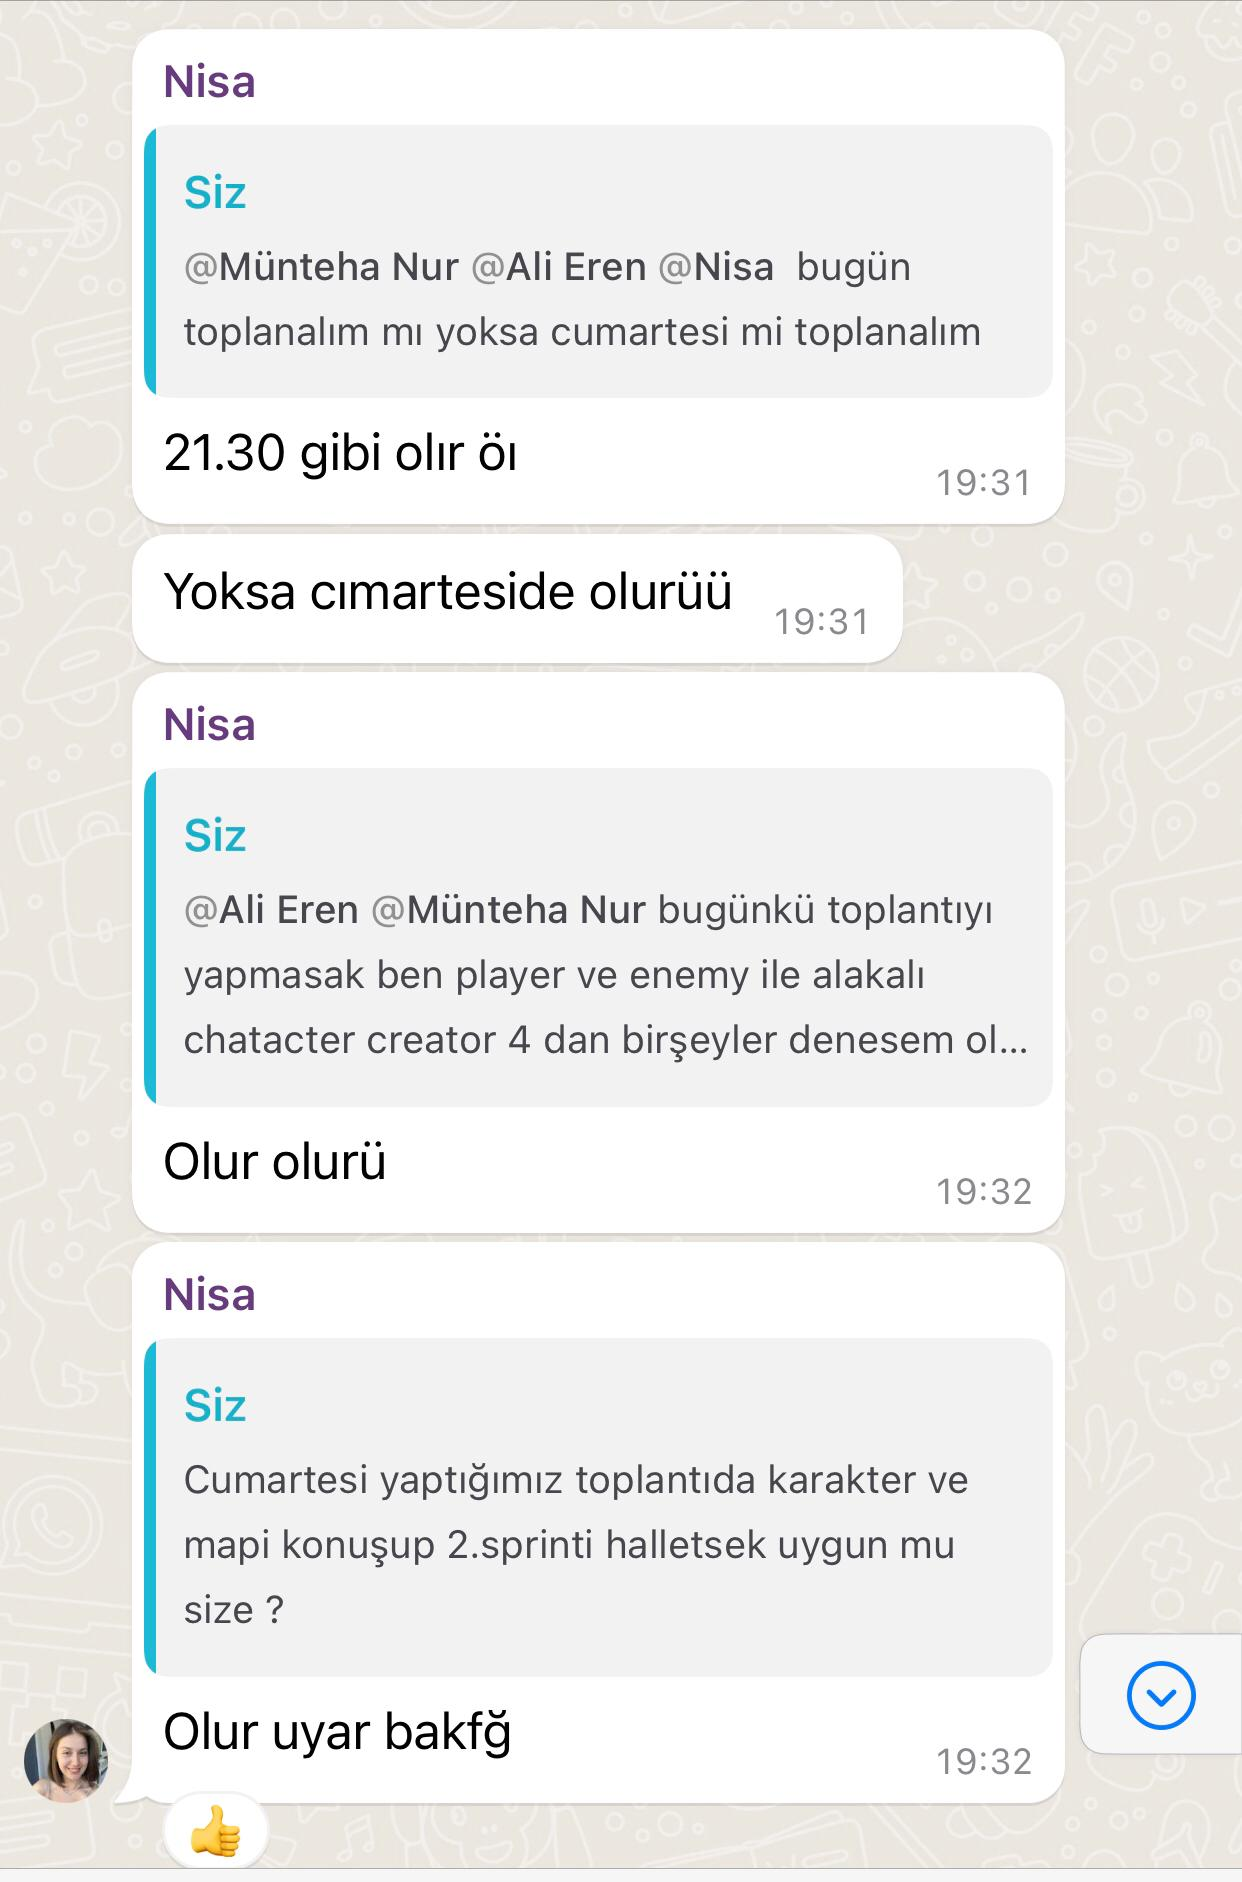 Nisa
Siz
@Münteha Nur @Ali Eren @Nisa bugün
toplanalım mı yoksa cumartesi mi toplanalım
21.30 gibi olır öı
19:31
Yoksa cımarteside olurüü
19:31
Nisa
Siz
@Ali Eren @Münteha Nur bugünkü toplantıyı
yapmasak ben player ve enemy ile alakalı
chatacter creator 4 dan birşeyler denesem ol...
Olur olurü
19:32
Nisa
Siz
Cumartesi yaptığımız toplantıda karakter ve
mapi konuşup 2.sprinti halletsek uygun mu
size ?
Olur uyar bakfğ
19:32